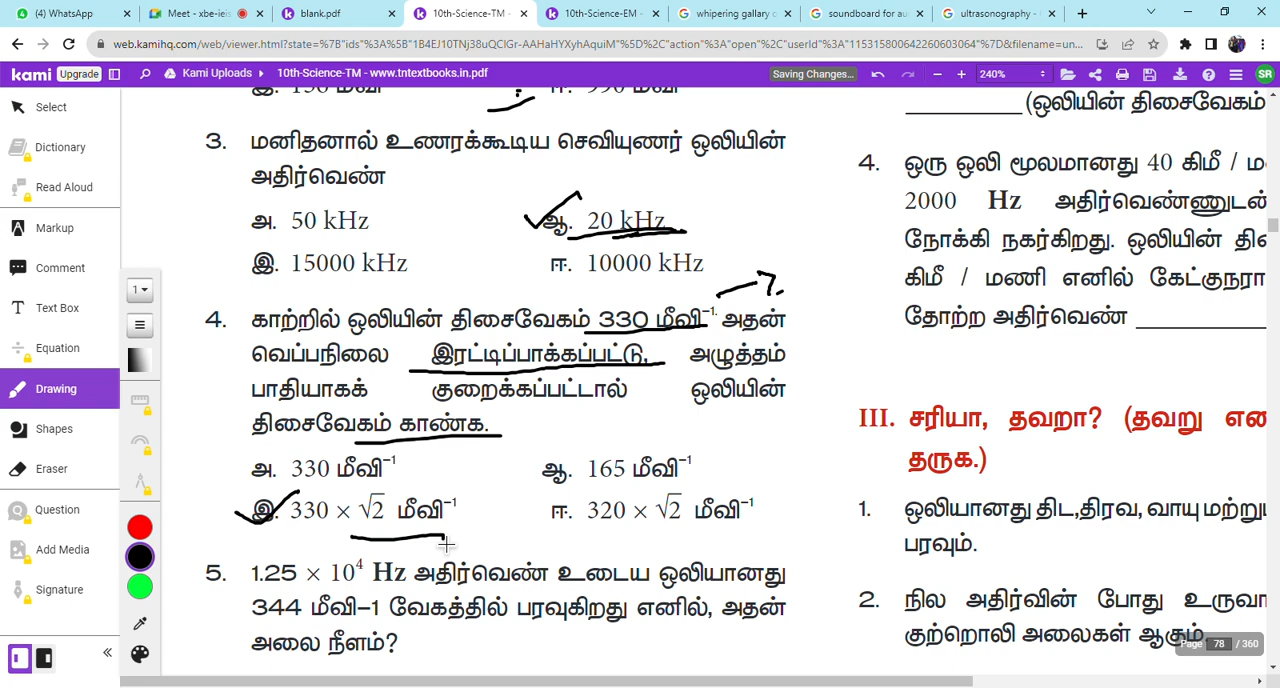 (4) WhatsApp
Meet - xbe-ieis
blank.pdf
10th-Science-TM -
10th-Science-EM -
whipering gallary c
soundboard for au
ultrasonography -
web.kamihq.com/web/viewer.html?state=%7B"ids"%3A%5B"1B4EJ10TNj38uQCIGr-AAHaHYXyhAquiM"%5D%2C"action"%3A"open"%2C"userId"%3A"115315800642260603064"%7D&filename=un...
kami Upgrade Kami Uploads 10th-Science-TM - www.tntextbooks.in.pdf Saving Changes... 240% SR
Select
Dictionary
Read Aloud
Markup
Comment
Text Box
Equation
Drawing
Shapes
Eraser
Question
Add Media
Signature
1
இ. 150 மீவி ஈ. 990 மீவி
3. மனிதனால் உணரக்கூடிய செவியுணர் ஒலியின்
அதிர்வெண்
அ. 50 kHz ஆ. 20 kHz
இ. 15000 kHz ஈ. 10000 kHz
4. காற்றில் ஒலியின் திசைவேகம் 330 மீவி⁻¹. அதன்
வெப்பநிலை இரட்டிப்பாக்கப்பட்டு, அழுத்தம்
பாதியாகக் குறைக்கப்பட்டால் ஒலியின்
திசைவேகம் காண்க.
அ. 330 மீவி⁻¹ ஆ. 165 மீவி⁻¹
இ. 330 × √2 மீவி⁻¹ ஈ. 320 × √2 மீவி⁻¹
5. 1.25 × 10⁴ Hz அதிர்வெண் உடைய ஒலியானது
344 மீவி–1 வேகத்தில் பரவுகிறது எனில், அதன்
அலை நீளம்?
__________ (ஒலியின் திசைவேகம்
4. ஒரு ஒலி மூலமானது 40 கிமீ / ம
2000 Hz அதிர்வெண்ணுடன்
நோக்கி நகர்கிறது. ஒலியின் தி
கிமீ / மணி எனில் கேட்குநரா
தோற்ற அதிர்வெண் __________
III. சரியா, தவறா? (தவறு என
தருக.)
1. ஒலியானது திட,திரவ, வாயு மற்று
பரவும்.
2. நில அதிர்வின் போது உருவா
குற்றொலி அலைகள் ஆகும்.
Page 78 / 360